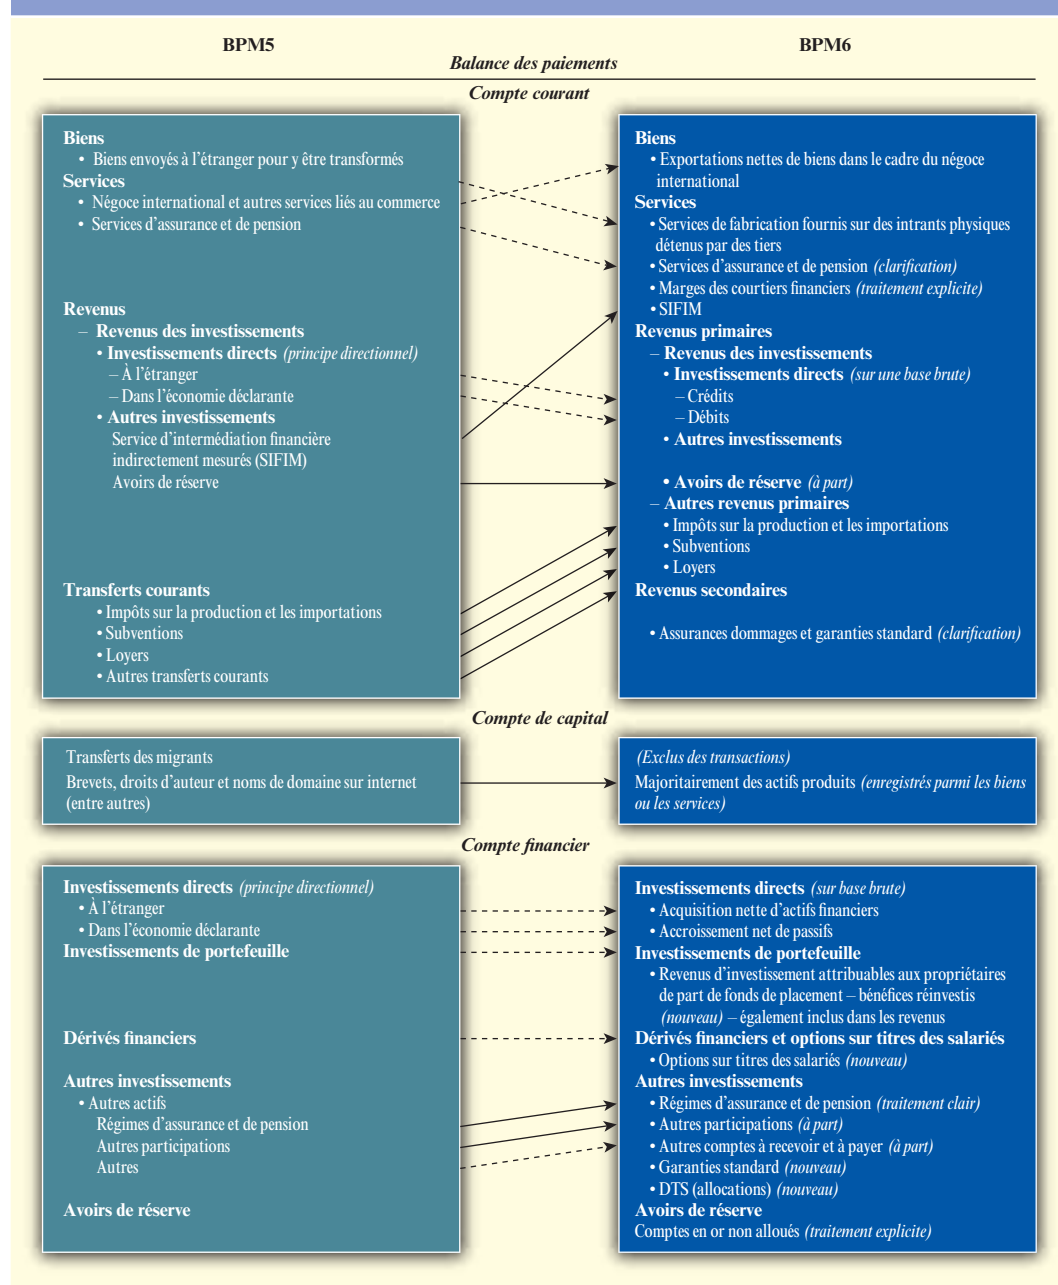 BPM5
BPM6
Balance des paiements
Compte courant
Biens
• Biens envoyés à l'étranger pour y être transformés
Services
• Négoce international et autres services liés au commerce
• Services d'assurance et de pension
Revenus
– Revenus des investissements
• Investissements directs (principe directionnel)
– À l'étranger
– Dans l'économie déclarante
• Autres investissements
Service d'intermédiation financière
indirectement mesurés (SIFIM)
Avoirs de réserve
Transferts courants
• Impôts sur la production et les importations
• Subventions
• Loyers
• Autres transferts courants
Biens
• Exportations nettes de biens dans le cadre du négoce
international
Services
• Services de fabrication fournis sur des intrants physiques
détenus par des tiers
• Services d'assurance et de pension (clarification)
• Marges des courtiers financiers (traitement explicite)
• SIFIM
Revenus primaires
– Revenus des investissements
• Investissements directs (sur une base brute)
– Crédits
– Débits
• Autres investissements
• Avoirs de réserve (à part)
– Autres revenus primaires
• Impôts sur la production et les importations
• Subventions
• Loyers
Revenus secondaires
• Assurances dommages et garanties standard (clarification)
Compte de capital
Transferts des migrants
Brevets, droits d'auteur et noms de domaine sur internet
(entre autres)
(Exclus des transactions)
Majoritairement des actifs produits (enregistrés parmi les biens
ou les services)
Compte financier
Investissements directs (principe directionnel)
• À l'étranger
• Dans l'économie déclarante
Investissements de portefeuille
Dérivés financiers
Autres investissements
• Autres actifs
Régimes d'assurance et de pension
Autres participations
Autres
Avoirs de réserve
Investissements directs (sur base brute)
• Acquisition nette d'actifs financiers
• Accroissement net de passifs
Investissements de portefeuille
• Revenus d'investissement attribuables aux propriétaires
de part de fonds de placement – bénéfices réinvestis
(nouveau) – également inclus dans les revenus
Dérivés financiers et options sur titres des salariés
• Options sur titres des salariés (nouveau)
Autres investissements
• Régimes d'assurance et de pension (traitement clair)
• Autres participations (à part)
• Autres comptes à recevoir et à payer (à part)
• Garanties standard (nouveau)
• DTS (allocations) (nouveau)
Avoirs de réserve
Comptes en or non alloués (traitement explicite)